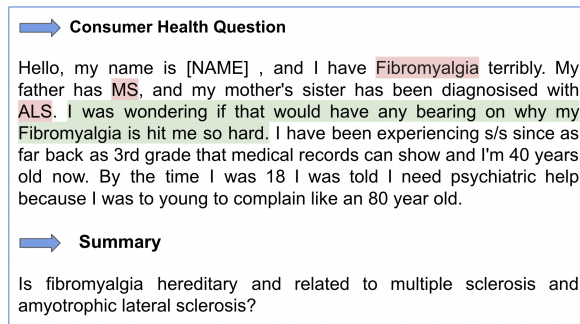 Consumer Health Question
Hello, my name is [NAME] , and I have Fibromyalgia terribly. My
father has MS, and my mother's sister has been diagnoised with
ALS. I was wondering if that would have any bearing on why my
Fibromyalgia is hit me so hard. I have been experiencing s/s since as
far back as 3rd grade that medical records can show and I'm 40 years
old now. By the time I was 18 I was told I need psychiatric help
because I was to young to complain like an 80 year old.
Summary
Is fibromyalgia hereditary and related to multiple sclerosis and
amyotrophic lateral sclerosis?